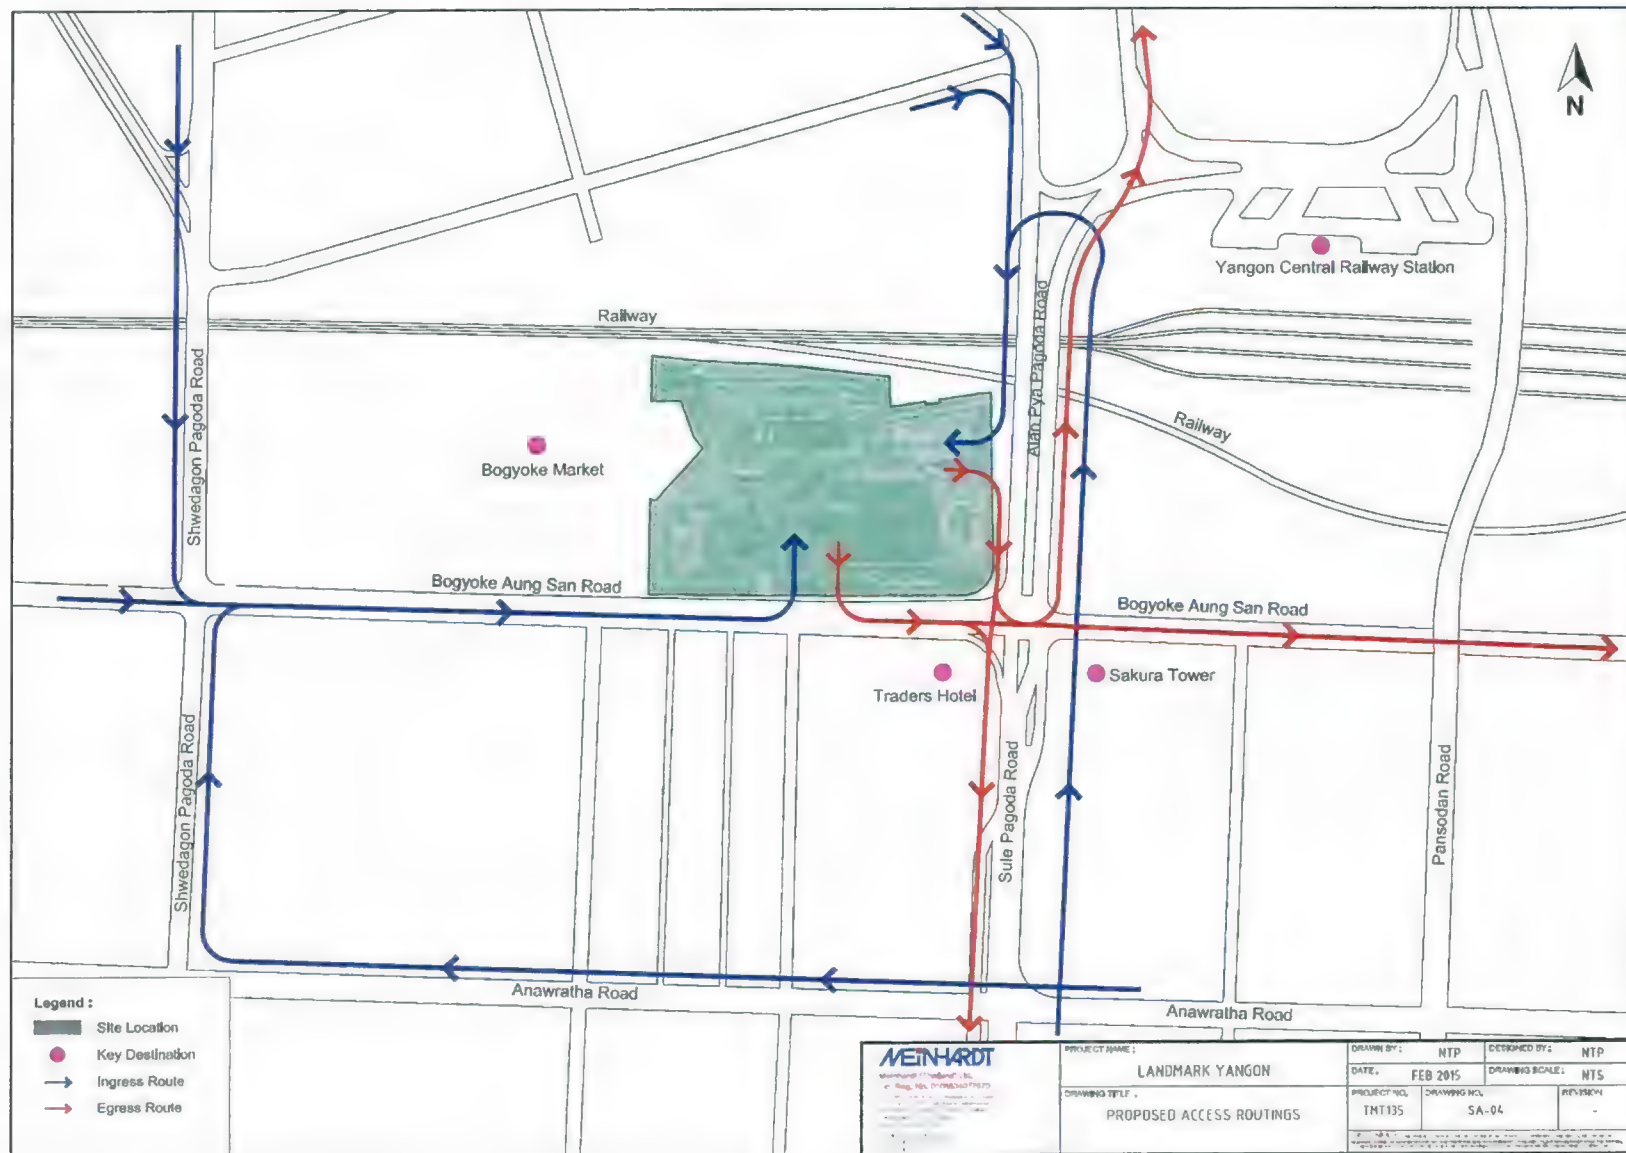 N
Yangon Central Railway Station
Railway
Shwedagon Pagoda Road
Alan Pya Pagoda Road
Railway
Bogyoke Market
Bogyoke Aung San Road
Bogyoke Aung San Road
Traders Hotel
Sakura Tower
Shwedagon Pagoda Road
Sule Pagoda Road
Pansodan Road
Anawratha Road
Anawratha Road
Legend :
Site Location
Key Destination
Ingress Route
Egress Route
MEINHARDT
PROJECT NAME :
LANDMARK YANGON
DRAWING TITLE :
PROPOSED ACCESS ROUTINGS
DRAWN BY : NTP
DESIGNED BY : NTP
DATE. FEB 2015
DRAWING SCALE : NTS
PROJECT NO. TMT135
DRAWING NO. SA-04
REVISION -